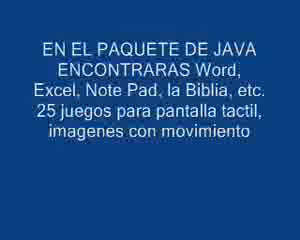 EN EL PAQUETE DE JAVA
ENCONTRARAS Word,
Excel, Note Pad, la Biblia, etc.
25 juegos para pantalla tactil,
imagenes con movimiento